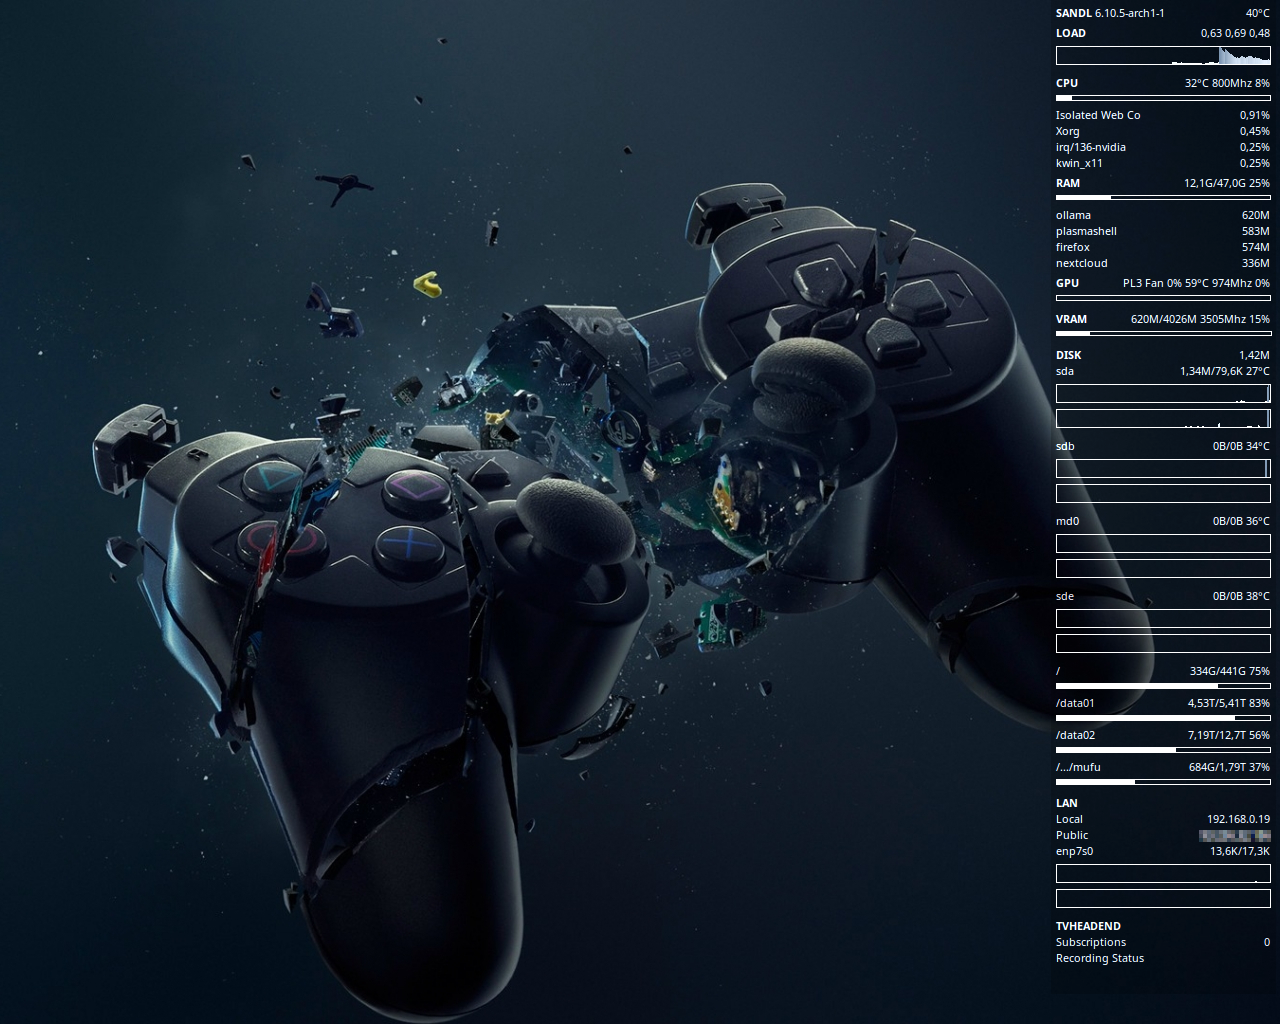 SANDL 6.10.5-arch1-1 40°C
LOAD 0,63 0,69 0,48
CPU 32°C 800Mhz 8%
Isolated Web Co 0,91%
Xorg 0,45%
irq/136-nvidia 0,25%
kwin_x11 0,25%
RAM 12,1G/47,0G 25%
ollama 620M
plasmashell 583M
firefox 574M
nextcloud 336M
GPU PL3 Fan 0% 59°C 974Mhz 0%
VRAM 620M/4026M 3505Mhz 15%
DISK 1,42M
sda 1,34M/79,6K 27°C
sdb 0B/0B 34°C
md0 0B/0B 36°C
sde 0B/0B 38°C
/ 334G/441G 75%
/data01 4,53T/5,41T 83%
/data02 7,19T/12,7T 56%
/.../mufu 684G/1,79T 37%
LAN
Local 192.168.0.19
Public
enp7s0 13,6K/17,3K
TVHEADEND
Subscriptions 0
Recording Status